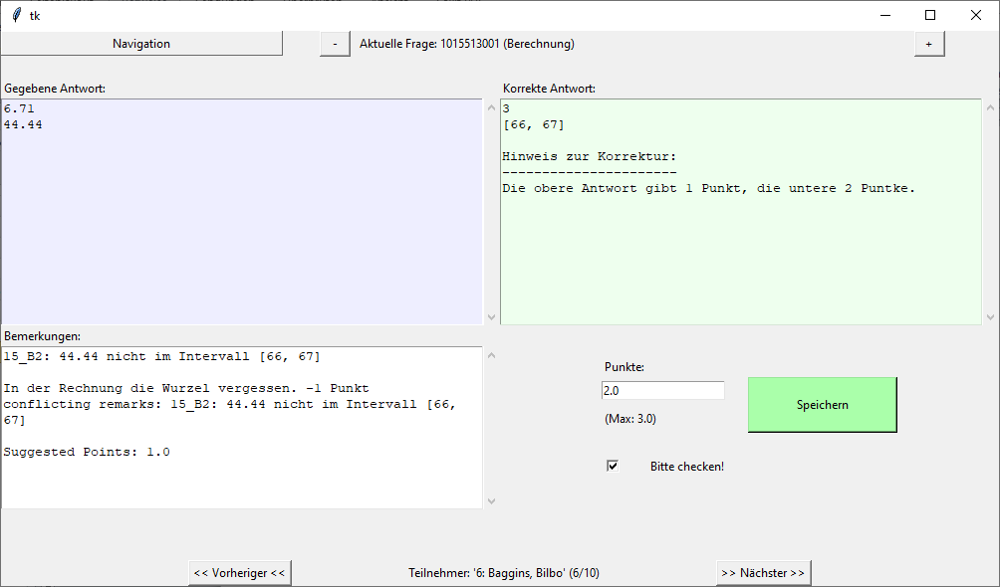 tk
Navigation
-
Aktuelle Frage: 1015513001 (Berechnung)
+
Gegebene Antwort:
6.71
44.44
Korrekte Antwort:
3
[66, 67]
Hinweis zur Korrektur:
----------------------
Die obere Antwort gibt 1 Punkt, die untere 2 Puntke.
Bemerkungen:
15_B2: 44.44 nicht im Intervall [66, 67]
In der Rechnung die Wurzel vergessen. -1 Punkt
conflicting remarks: 15_B2: 44.44 nicht im Intervall [66,
67]
Suggested Points: 1.0
Punkte:
2.0
(Max: 3.0)
Speichern
Bitte checken!
<< Vorheriger <<
Teilnehmer: '6: Baggins, Bilbo' (6/10)
>> Nächster >>